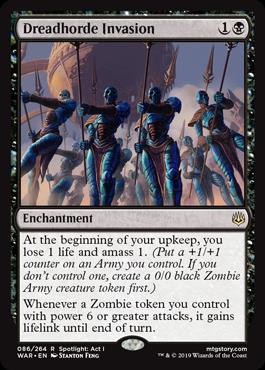 Dreadhorde Invasion 1
Enchantment
At the beginning of your upkeep, you
lose 1 life and amass 1. (Put a +1/+1
counter on an Army you control. If you
don't control one, create a 0/0 black Zombie
Army creature token first.)
Whenever a Zombie token you control
with power 6 or greater attacks, it gains
lifelink until end of turn.
086/264 R Spotlight: Act I mtgstory.com
WAR • EN STANTON FENG ™ & © 2019 Wizards of the Coast